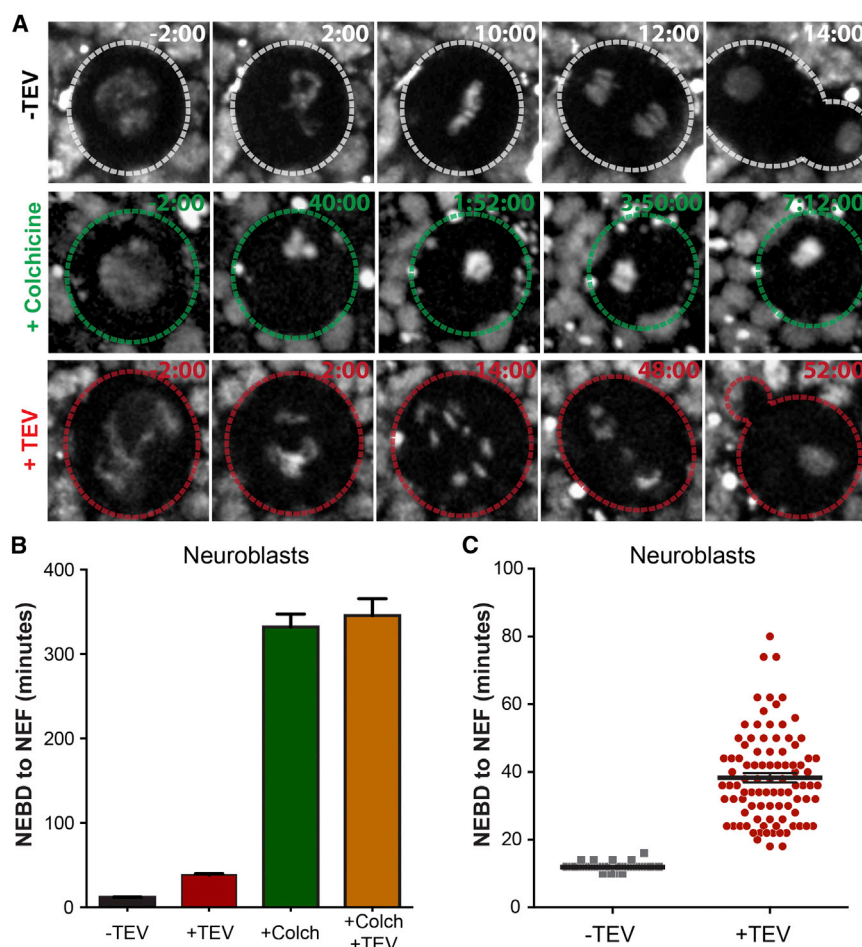 A
-TEV
-2:00
2:00
10:00
12:00
14:00
+ Colchicine
-2:00
40:00
1:52:00
3:50:00
7:12:00
+ TEV
-2:00
2:00
14:00
48:00
52:00
B
Neuroblasts
NEBD to NEF (minutes)
400
300
200
100
0
-TEV
+TEV
+Colch
+Colch
+TEV
C
Neuroblasts
NEBD to NEF (minutes)
100
80
60
40
20
0
-TEV
+TEV